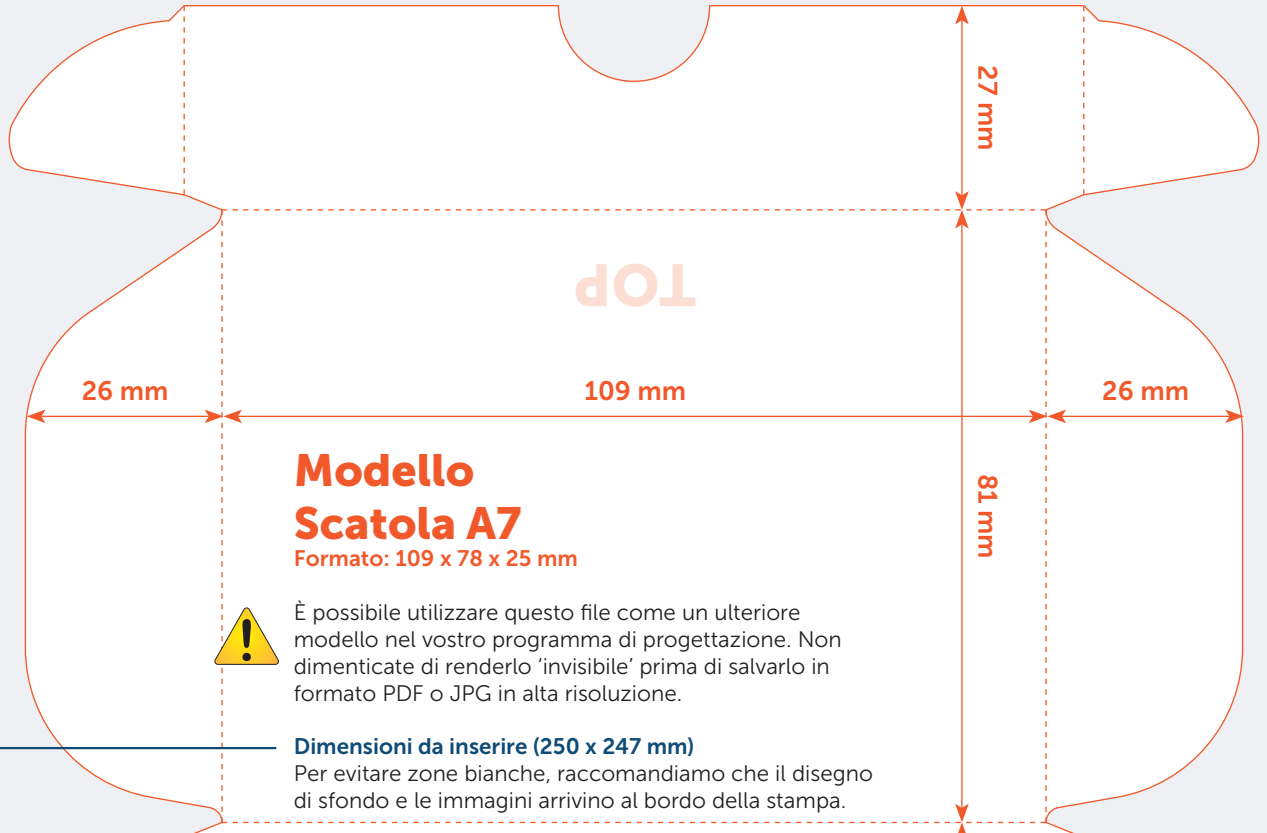 27 mm
TOP
26 mm
109 mm
26 mm
81 mm
Modello
Scatola A7
Formato: 109 x 78 x 25 mm
È possibile utilizzare questo file come un ulteriore
modello nel vostro programma di progettazione. Non
dimenticate di renderlo ‘invisibile’ prima di salvarlo in
formato PDF o JPG in alta risoluzione.
Dimensioni da inserire (250 x 247 mm)
Per evitare zone bianche, raccomandiamo che il disegno
di sfondo e le immagini arrivino al bordo della stampa.